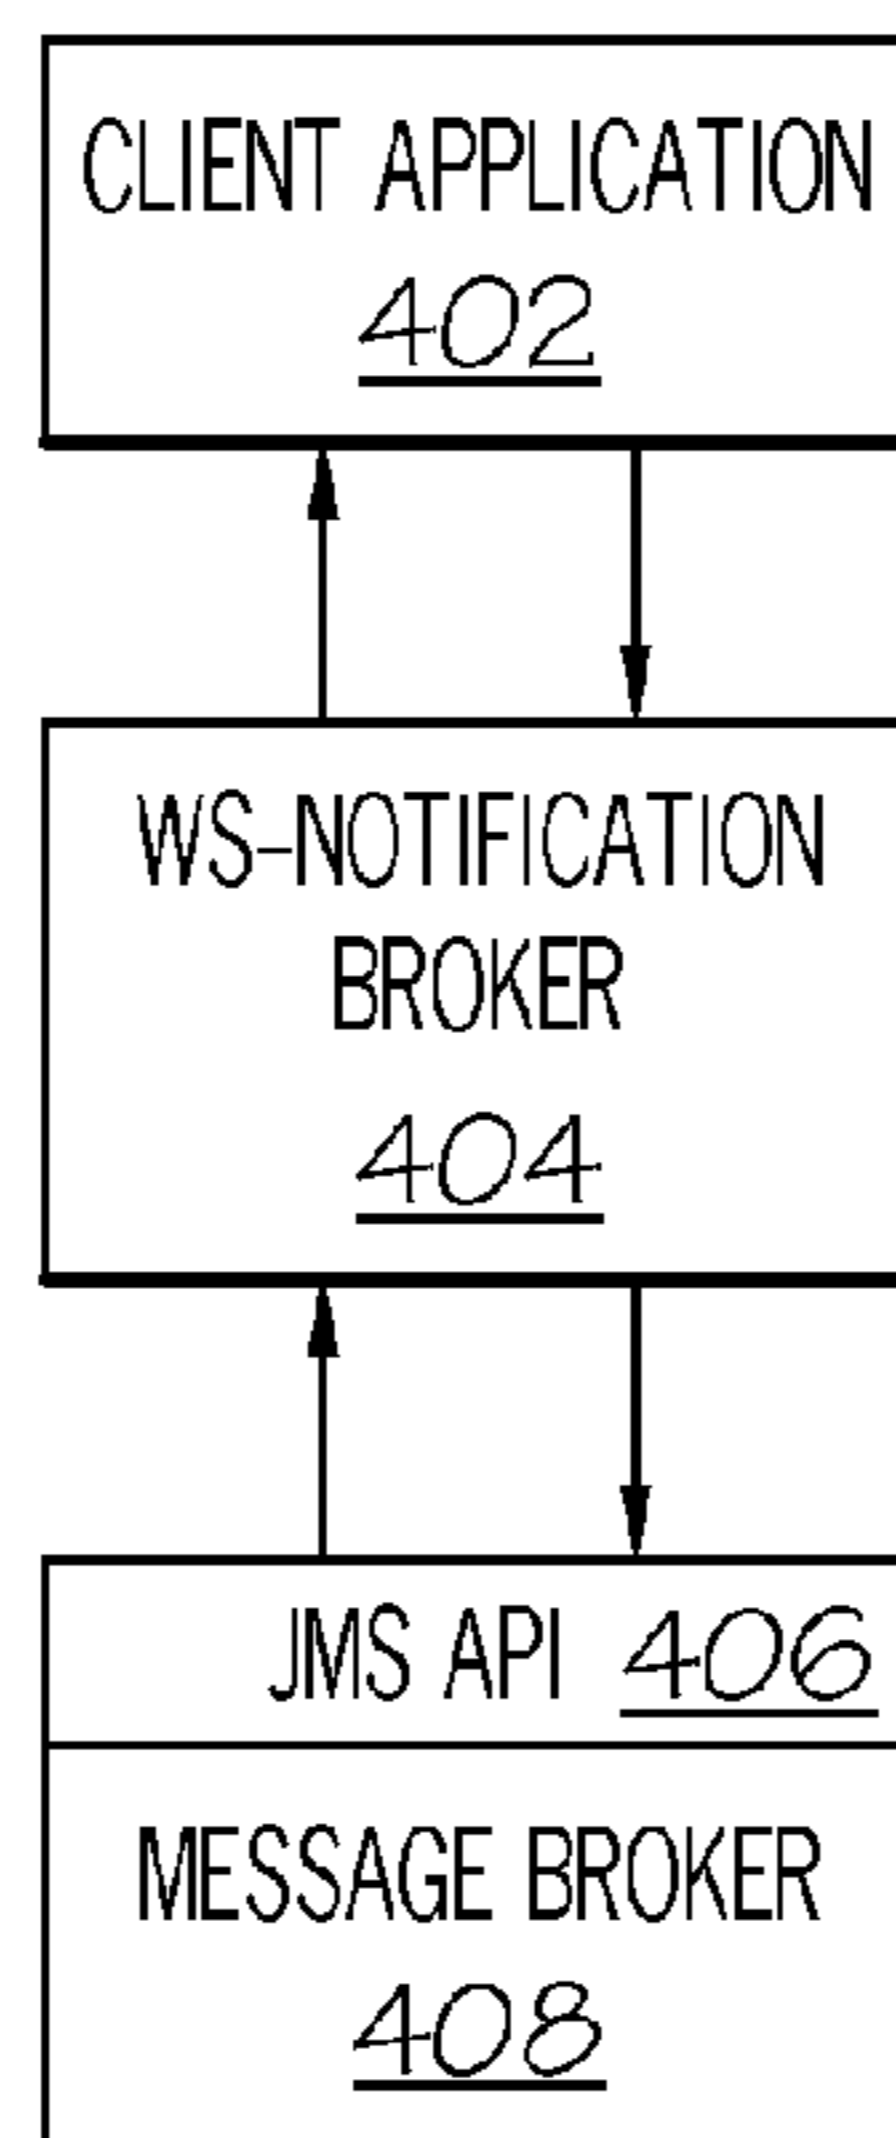 CLIENT APPLICATION
402
WS-NOTIFICATION
BROKER
404
JMS API 406
MESSAGE BROKER
408